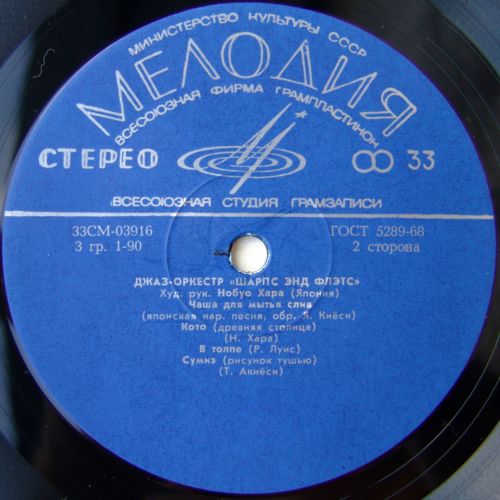 МИНИСТЕРСТВО КУЛЬТУРЫ СССР
МЕЛОДИЯ
ВСЕСОЮЗНАЯ ФИРМА ГРАМПЛАСТИНОК
СТЕРЕО 33
ВСЕСОЮЗНАЯ СТУДИЯ ГРАМЗАПИСИ
33СМ-03916 ГОСТ 5289-68
3 гр. 1-90 2 сторона
ДЖАЗ-ОРКЕСТР «ШАРПС ЭНД ФЛЭТС»
Худ. рук. Нобуо Хара (Япония)
Чаша для мытья слив
(японская нар. песня, обр. Я. Киёси)
Кото (древняя столица)
(Н. Хара)
В толпе (Р. Луис)
Сумиэ (рисунок тушью)
(Т. Акиёси)